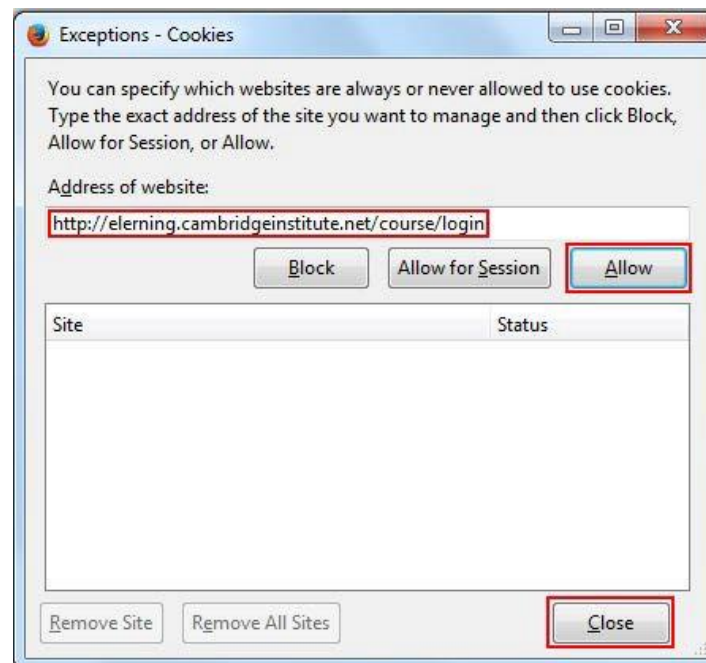 Exceptions - Cookies
You can specify which websites are always or never allowed to use cookies.
Type the exact address of the site you want to manage and then click Block,
Allow for Session, or Allow.
Address of website:
http://elerning.cambridgeinstitute.net/course/login
Block Allow for Session Allow
Site Status
Remove Site Remove All Sites Close